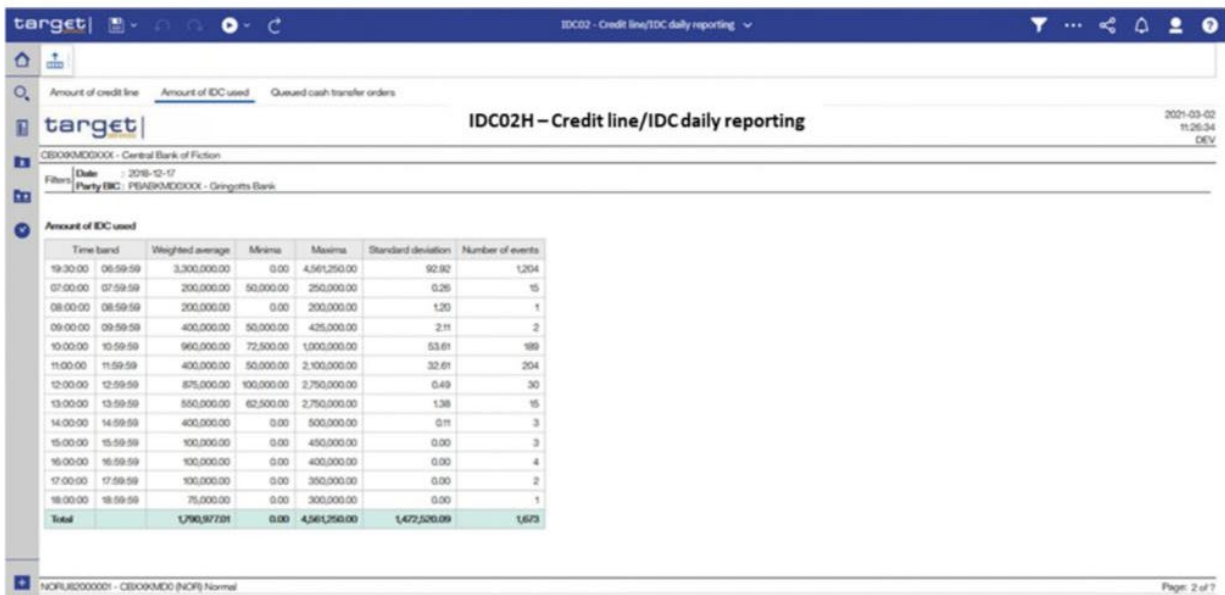 target|
IDC02 - Credit line/IDC daily reporting
Amount of credit line Amount of IDC used Queued cash transfer orders
target|
IDC02H – Credit line/IDC daily reporting
2021-03-02
11:26:34
DEV
- Central Bank of Fiction
Filters Date : 2016-12-17
Party BIC : - Gringotts Bank
Amount of IDC used
Time band Weighted average Minima Maxima Standard deviation Number of events
19:30:00 06:59:59 3,300,000.00 0.00 4,561,250.00 92.92 1,204
07:00:00 07:59:59 200,000.00 50,000.00 250,000.00 0.26 15
08:00:00 08:59:59 200,000.00 0.00 200,000.00 1.20 1
09:00:00 09:59:59 400,000.00 50,000.00 425,000.00 2.11 2
10:00:00 10:59:59 960,000.00 72,500.00 1,000,000.00 53.61 189
11:00:00 11:59:59 400,000.00 50,000.00 2,100,000.00 32.61 204
12:00:00 12:59:59 875,000.00 100,000.00 2,750,000.00 0.49 30
13:00:00 13:59:59 550,000.00 62,500.00 2,750,000.00 1.38 15
14:00:00 14:59:59 400,000.00 0.00 500,000.00 0.11 3
15:00:00 15:59:59 100,000.00 0.00 450,000.00 0.00 3
16:00:00 16:59:59 100,000.00 0.00 400,000.00 0.00 4
17:00:00 17:59:59 100,000.00 0.00 350,000.00 0.00 2
18:00:00 18:59:59 75,000.00 0.00 300,000.00 0.00 1
Total 1,790,977.01 0.00 4,561,250.00 1,472,520.09 1,673
(NOR) Normal
Page: 2 of ?